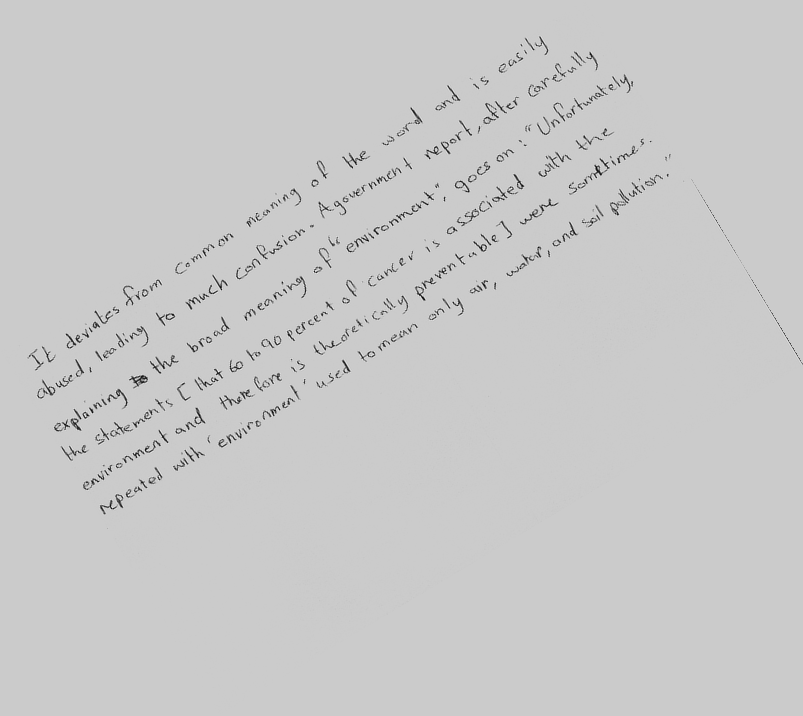 It deviates from common meaning of the word and is easily
abused, leading to much confusion. A government report, after carefully
explaining the broad meaning of "environment", goes on: "Unfortunately,
the statements [that 60 to 90 percent of cancer is associated with the
environment and therefore is theoretically preventable] were sometimes.
repeated with 'environment' used to mean only air, water, and soil pollution."